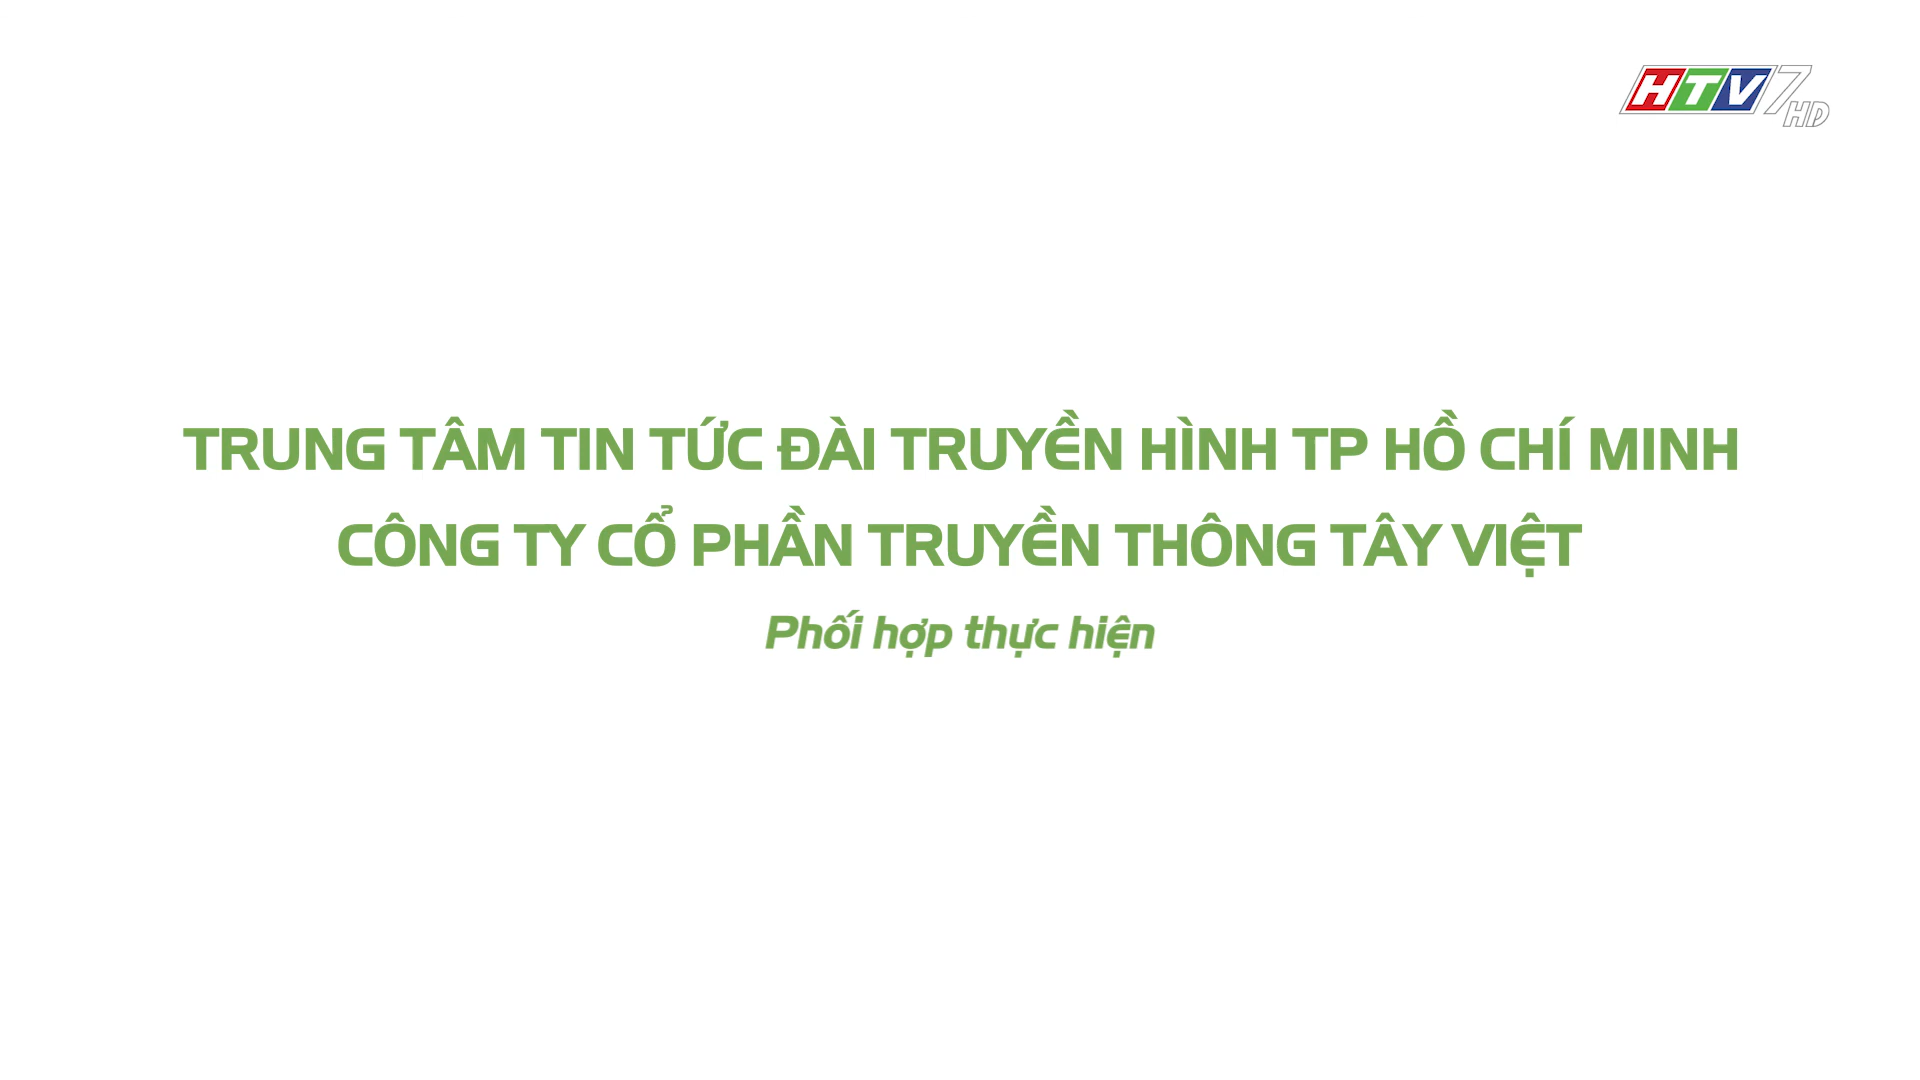 HTV7
HD
TRUNG TÂM TIN TỨC ĐÀI TRUYỀN HÌNH TP HỒ CHÍ MINH
CÔNG TY CỔ PHẦN TRUYỀN THÔNG TÂY VIỆT
Phối hợp thực hiện